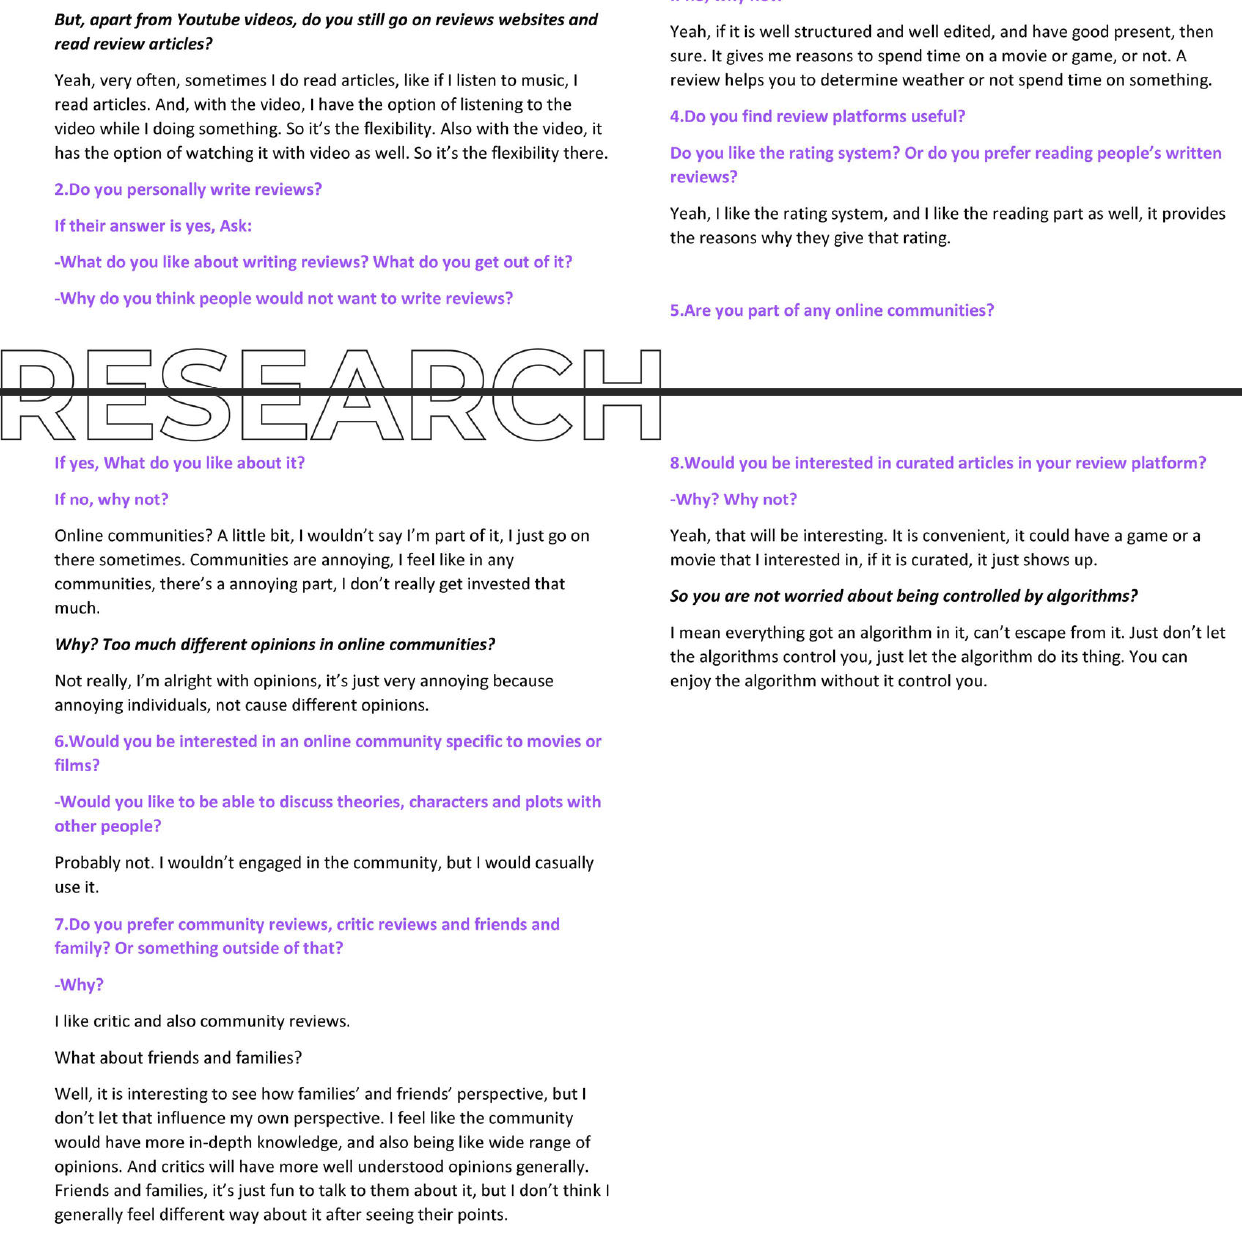 But, apart from Youtube videos, do you still go on reviews websites and
read review articles?
Yeah, very often, sometimes I do read articles, like if I listen to music, I
read articles. And, with the video, I have the option of listening to the
video while I doing something. So it’s the flexibility. Also with the video, it
has the option of watching it with video as well. So it’s the flexibility there.
2.Do you personally write reviews?
If their answer is yes, Ask:
-What do you like about writing reviews? What do you get out of it?
-Why do you think people would not want to write reviews?
Yeah, if it is well structured and well edited, and have good present, then
sure. It gives me reasons to spend time on a movie or game, or not. A
review helps you to determine weather or not spend time on something.
4.Do you find review platforms useful?
Do you like the rating system? Or do you prefer reading people’s written
reviews?
Yeah, I like the rating system, and I like the reading part as well, it provides
the reasons why they give that rating.
5.Are you part of any online communities?
RESEARCH
If yes, What do you like about it?
If no, why not?
Online communities? A little bit, I wouldn’t say I’m part of it, I just go on
there sometimes. Communities are annoying, I feel like in any
communities, there’s a annoying part, I don’t really get invested that
much.
Why? Too much different opinions in online communities?
Not really, I’m alright with opinions, it’s just very annoying because
annoying individuals, not cause different opinions.
6.Would you be interested in an online community specific to movies or
films?
-Would you like to be able to discuss theories, characters and plots with
other people?
Probably not. I wouldn’t engaged in the community, but I would casually
use it.
7.Do you prefer community reviews, critic reviews and friends and
family? Or something outside of that?
-Why?
I like critic and also community reviews.
What about friends and families?
Well, it is interesting to see how families’ and friends’ perspective, but I
don’t let that influence my own perspective. I feel like the community
would have more in-depth knowledge, and also being like wide range of
opinions. And critics will have more well understood opinions generally.
Friends and families, it’s just fun to talk to them about it, but I don’t think I
generally feel different way about it after seeing their points.
8.Would you be interested in curated articles in your review platform?
-Why? Why not?
Yeah, that will be interesting. It is convenient, it could have a game or a
movie that I interested in, if it is curated, it just shows up.
So you are not worried about being controlled by algorithms?
I mean everything got an algorithm in it, can’t escape from it. Just don’t let
the algorithms control you, just let the algorithm do its thing. You can
enjoy the algorithm without it control you.